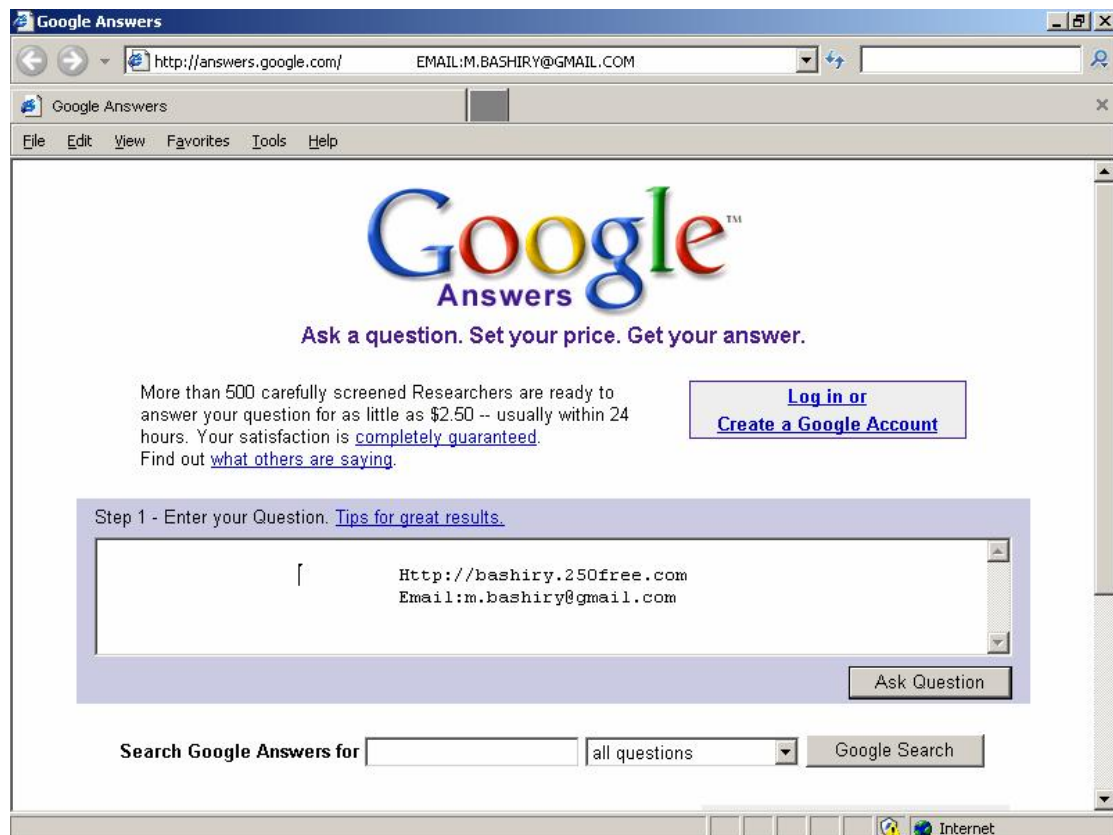 Google Answers
http://answers.google.com/ EMAIL:M.BASHIRY@GMAIL.COM
Google Answers
File Edit View Favorites Tools Help
Google™
Answers
Ask a question. Set your price. Get your answer.
More than 500 carefully screened Researchers are ready to
answer your question for as little as $2.50 -- usually within 24
hours. Your satisfaction is completely guaranteed.
Find out what others are saying.
Log in or
Create a Google Account
Step 1 - Enter your Question. Tips for great results.
Http://bashiry.250free.com
Email:m.bashiry@gmail.com
Ask Question
Search Google Answers for all questions Google Search
Internet